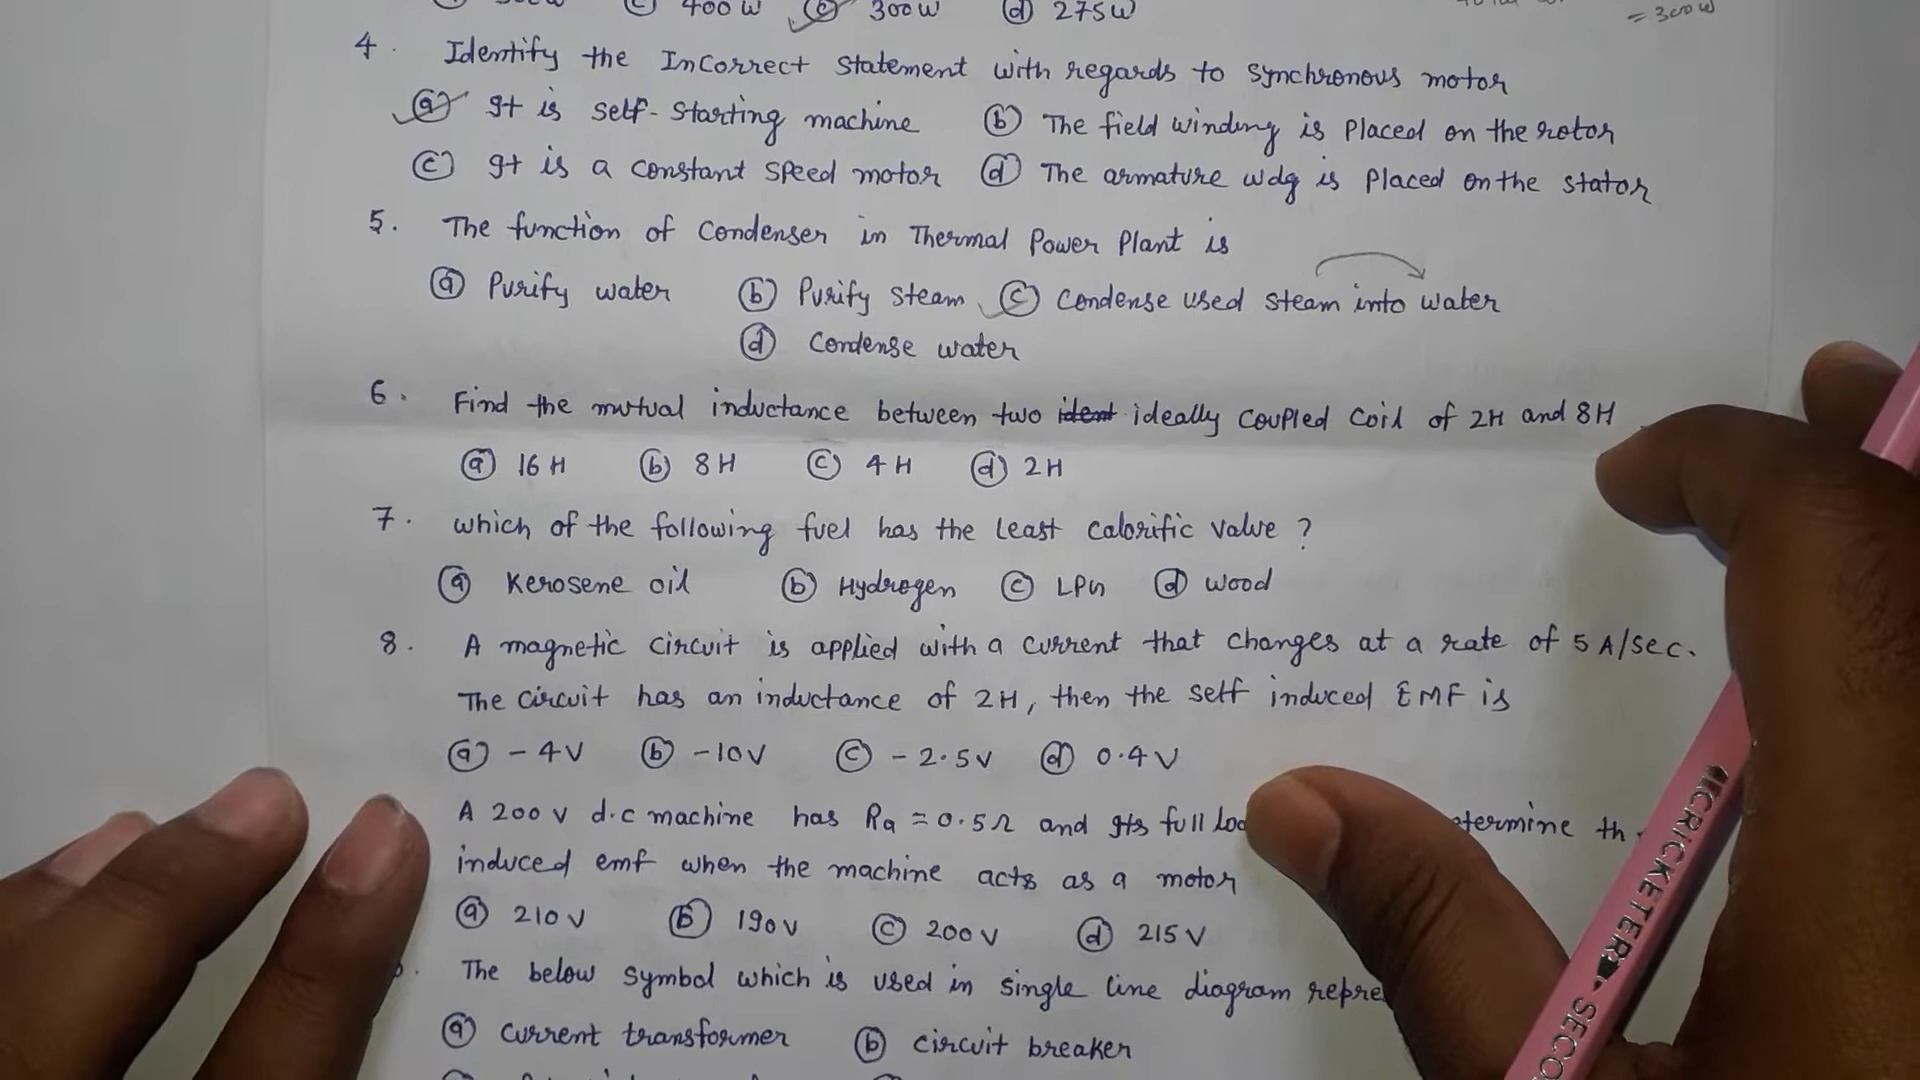 400 W 300 W (d) 275 W
= 300 W
4. Identify the Incorrect statement with regards to synchronous motor
(a) It is self-starting machine (b) The field winding is placed on the rotor
(c) It is a constant speed motor (d) The armature wdg is placed on the stator
5. The function of condenser in Thermal Power Plant is
(a) Purify water (b) Purify steam (c) Condense used steam into water
(d) Condense water
6. Find the mutual inductance between two ideally coupled coil of 2H and 8H
(a) 16 H (b) 8H (c) 4 H (d) 2H
7. which of the following fuel has the least calorific valve ?
(a) Kerosene oil (b) Hydrogen (c) LPG (d) wood
8. A magnetic circuit is applied with a current that changes at a rate of 5 A/sec.
The circuit has an inductance of 2H, then the self induced EMF is
(a) - 4V (b) -10V (c) - 2.5V (d) 0.4 V
A 200 V d.c machine has Ra = 0.5Ω and its full
induced emf when the machine acts as a motor
(a) 210 V (b) 190 V (c) 200 V (d) 215 V
The below symbol which is used in single line diagram
(a) current transformer (b) circuit breaker
CRICKETER